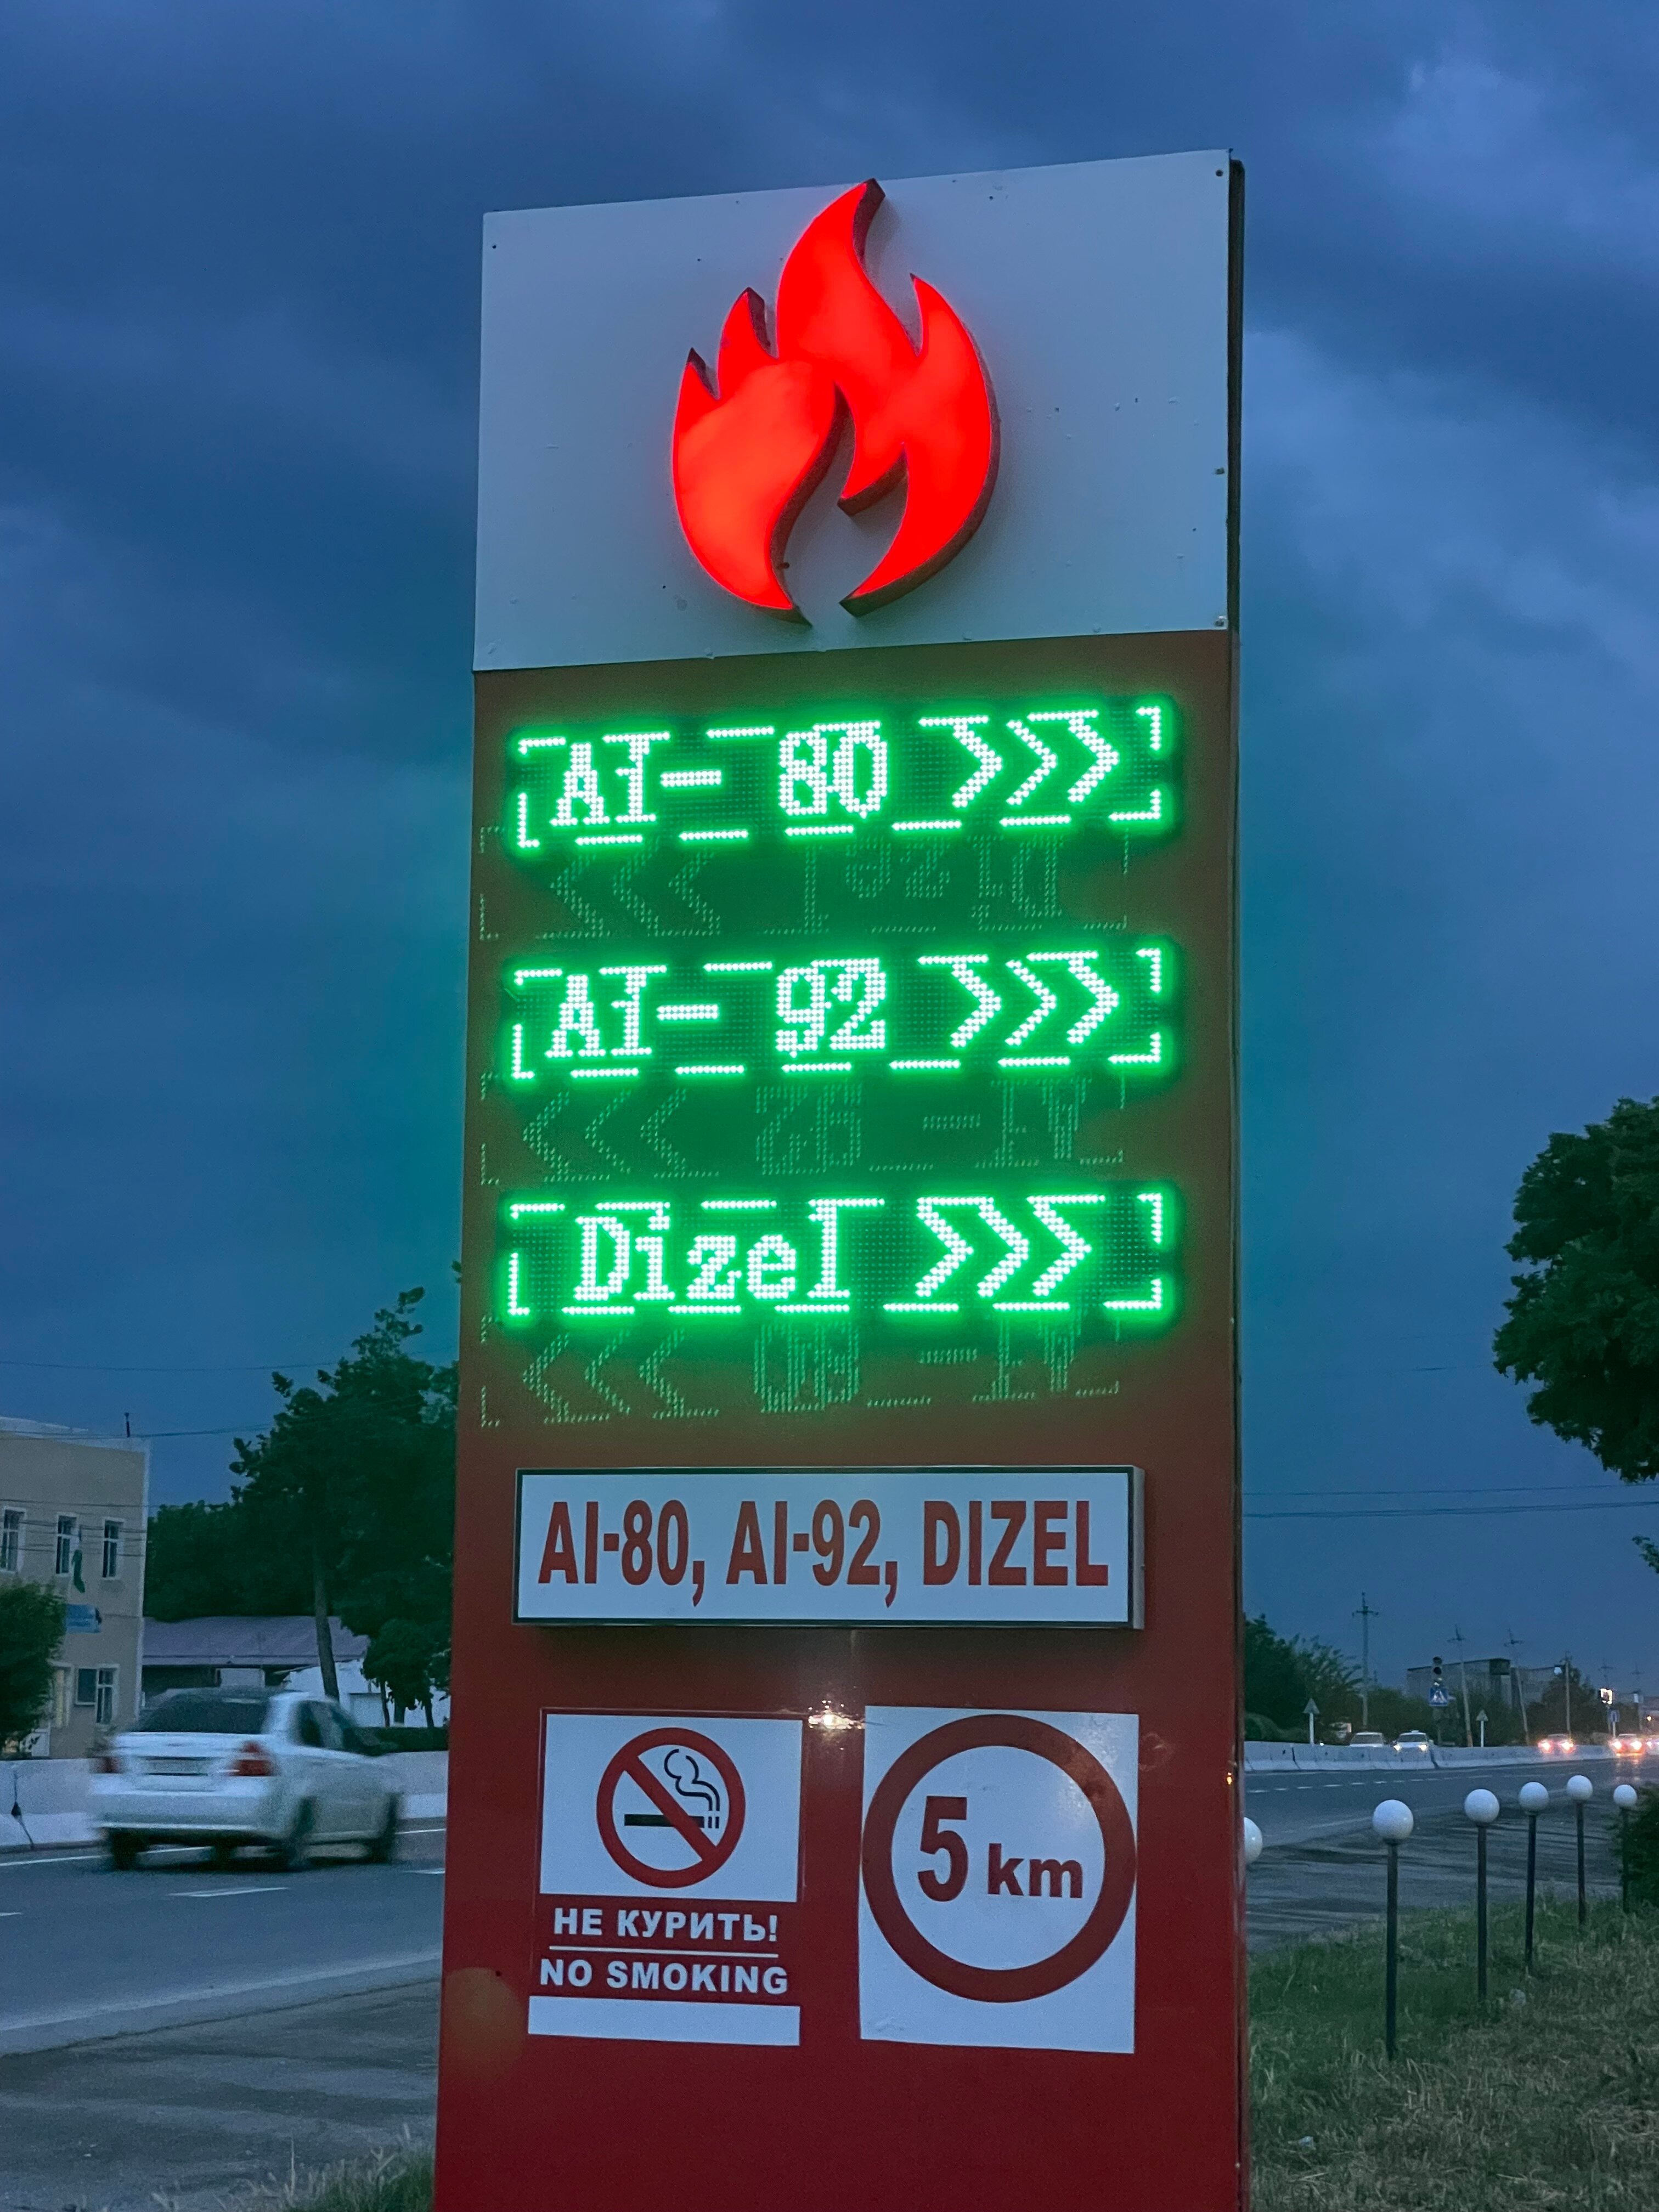 AI- 80
AI- 92
Dizel
AI-80, AI-92, DIZEL
НЕ КУРИТЬ!
NO SMOKING
5 km